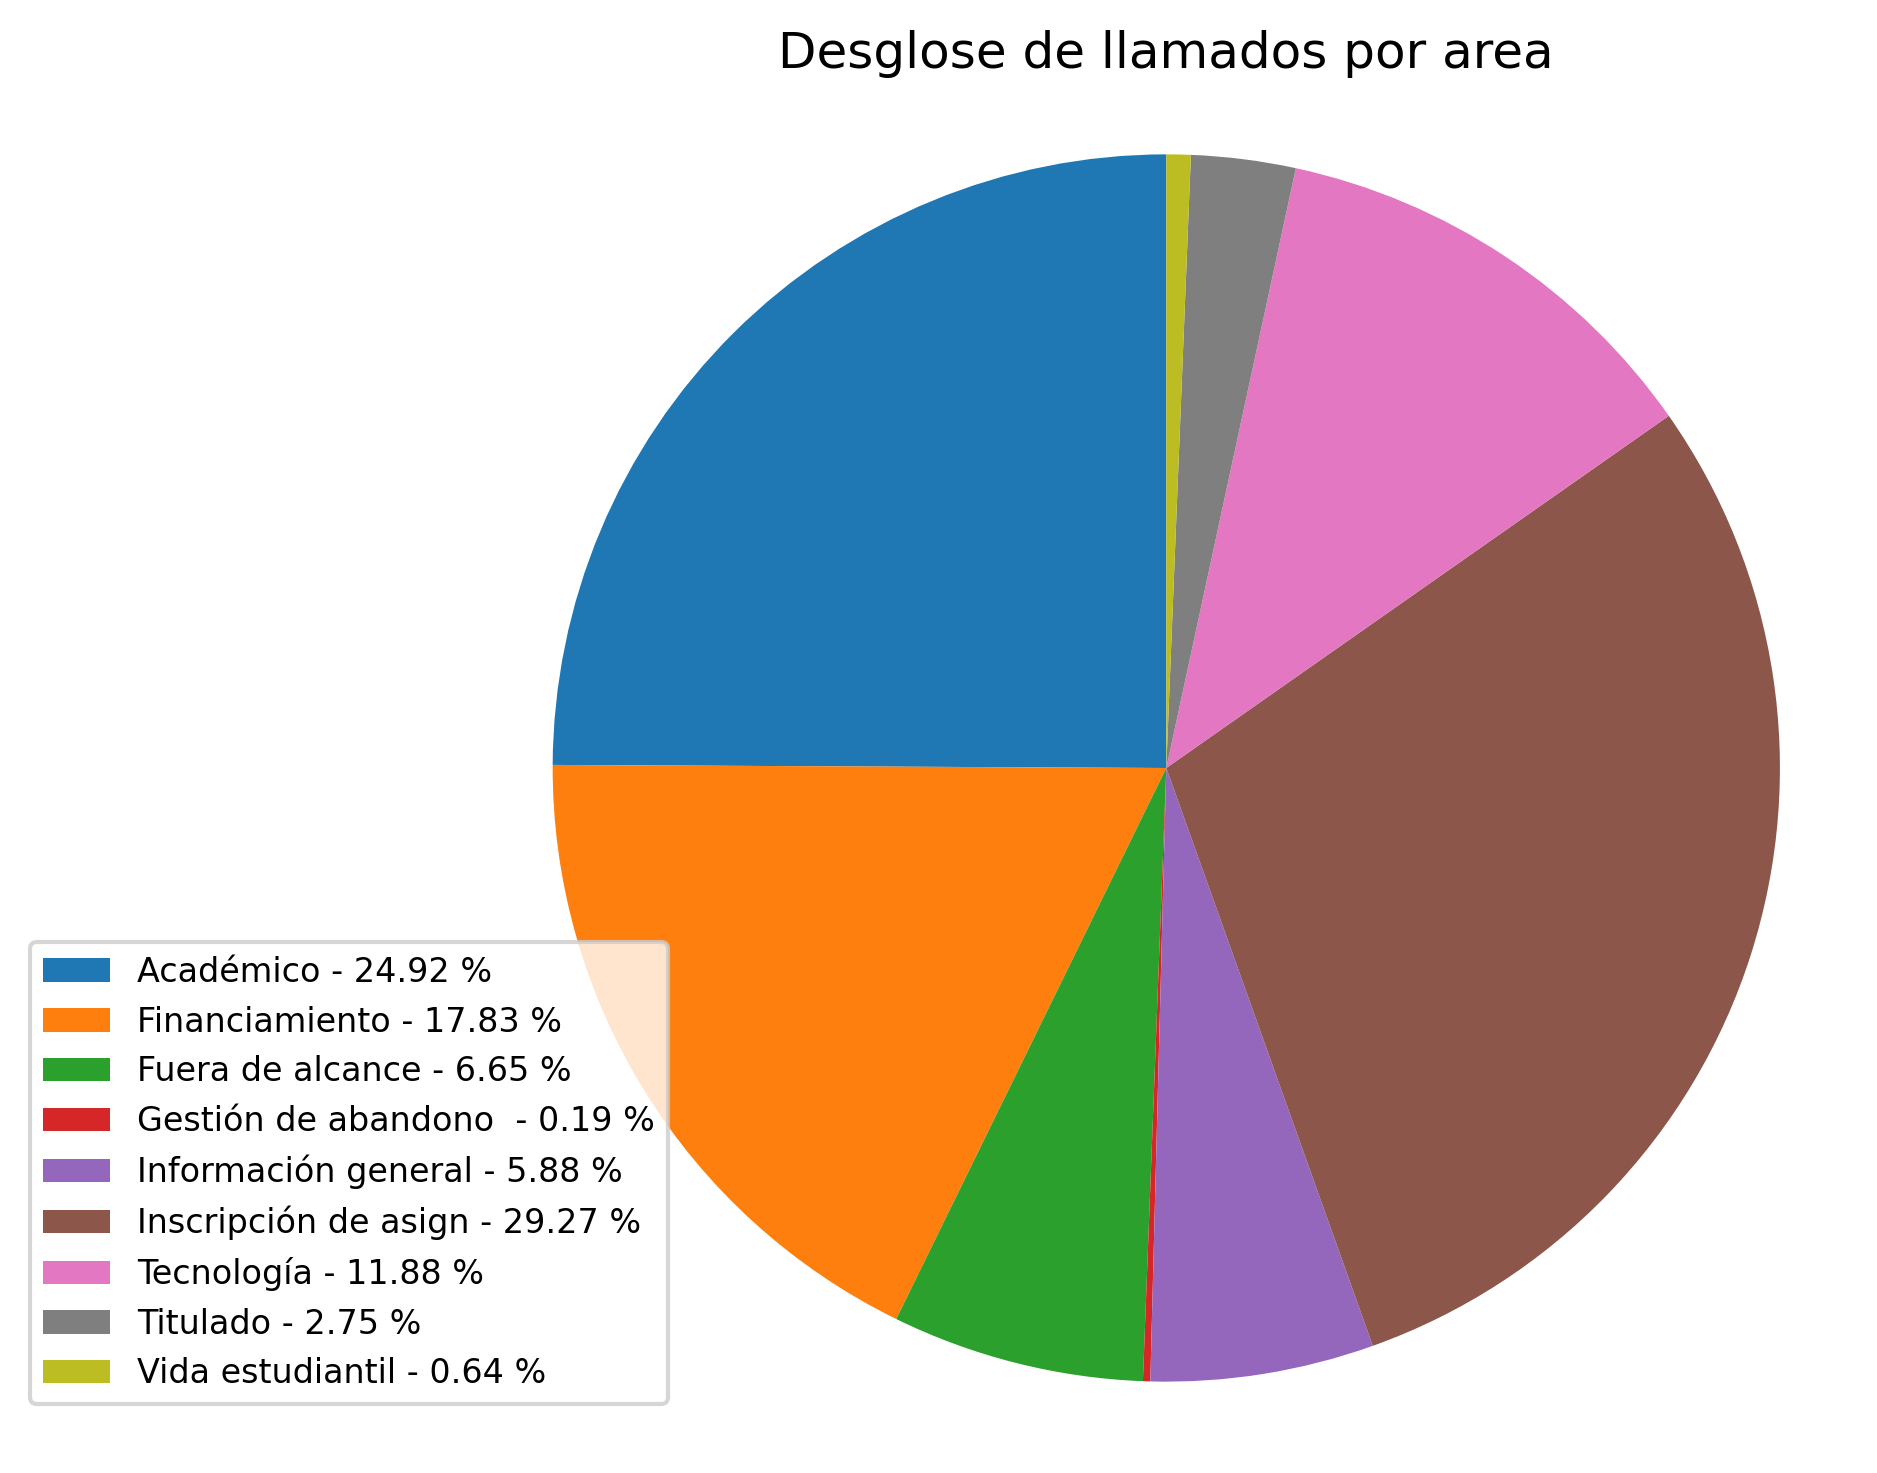 Desglose de llamados por area
Académico - 24.92 %
Financiamiento - 17.83 %
Fuera de alcance - 6.65 %
Gestión de abandono  - 0.19 %
Información general - 5.88 %
Inscripción de asign - 29.27 %
Tecnología - 11.88 %
Titulado - 2.75 %
Vida estudiantil - 0.64 %